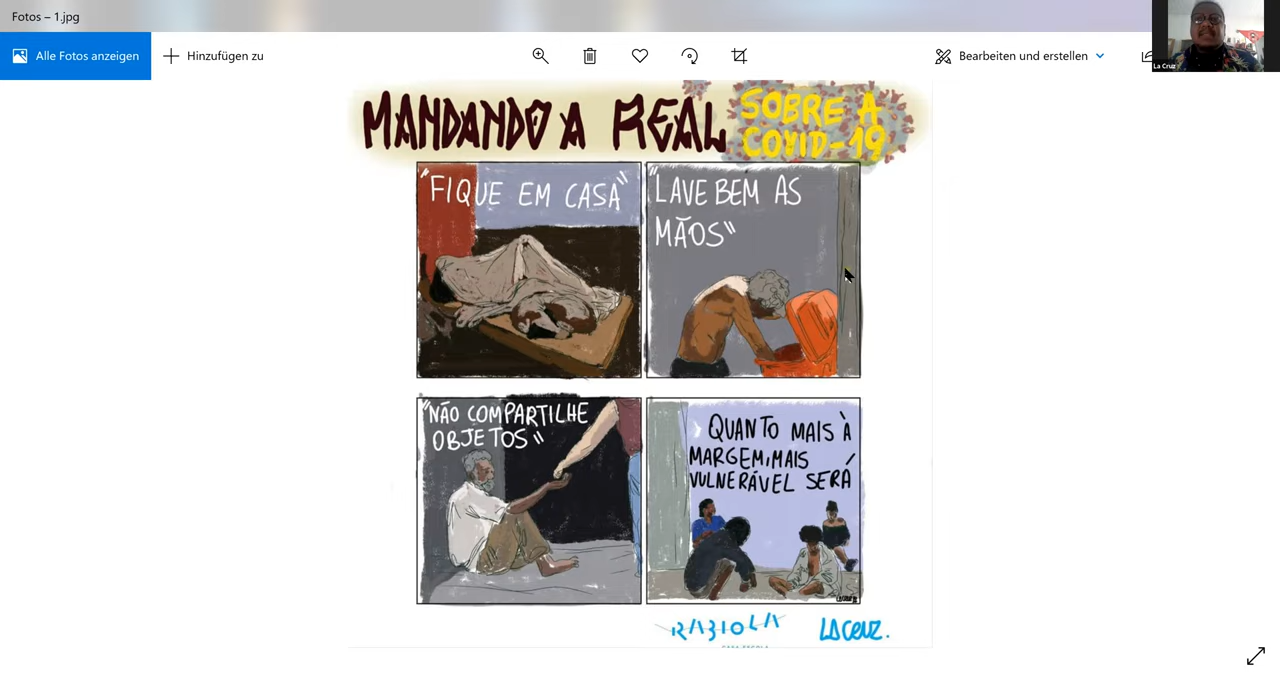 Fotos – 1.jpg
Alle Fotos anzeigen
Hinzufügen zu
Bearbeiten und erstellen
La Cruz
MANDANDO A REAL
SOBRE A
COVID-19
"FIQUE EM CASA"
"LAVE BEM AS
MÃOS"
"NÃO COMPARTILHE
OBJETOS"
QUANTO MAIS À
MARGEM, MAIS
VULNERÁVEL SERÁ
RABIOLA
LACRUZ.